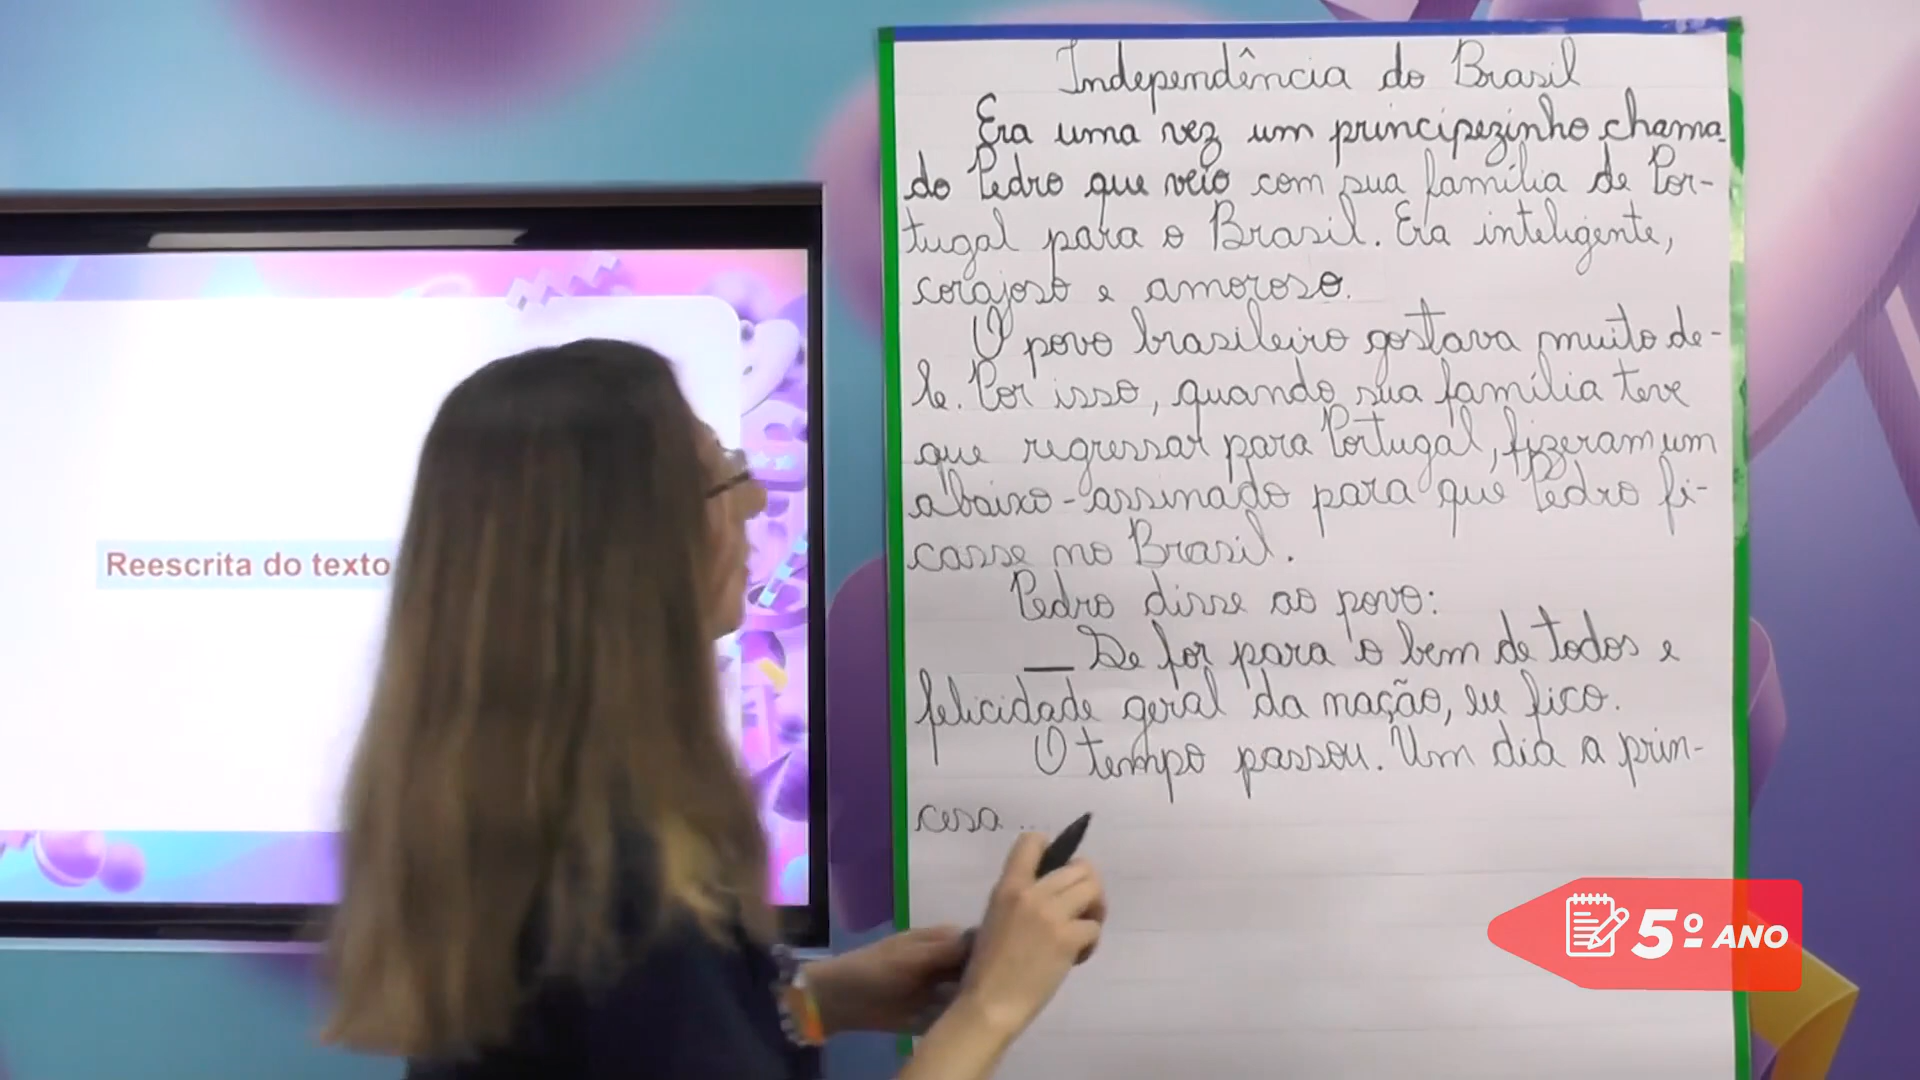 Independência do Brasil
Era uma vez um principezinho chama-
do Pedro que veio com sua família de Por-
tugal para o Brasil. Era inteligente,
corajoso e amoroso.
O povo brasileiro gostava muito de-
le. Por isso, quando sua família teve
que regressar para Portugal, fizeram um
abaixo-assinado para que Pedro fi-
casse no Brasil.
Pedro disse ao povo:
— Se for para o bem de todos e
felicidade geral da nação, eu fico.
O tempo passou. Um dia a prin-
cesa
Reescrita do texto
5º ANO